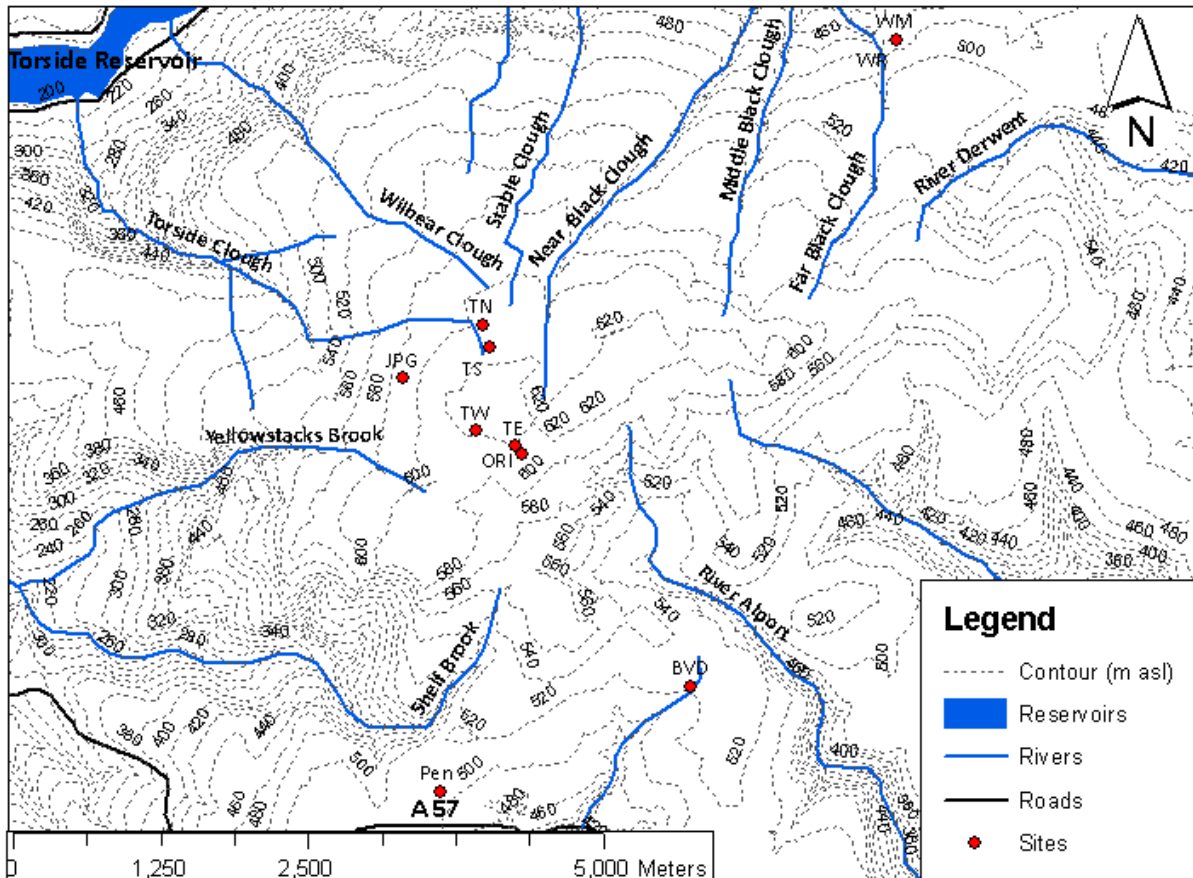 Torside Reservoir
Torside Clough
Wilbear Clough
Stable Clough
Near Black Clough
Middle Black Clough
Far Black Clough
River Derwent
WM
WR
N
TN
TS
JPG
TW
TE
ORI
Yellowstacks Brook
Shelf Brook
River Alport
BVD
Pen
A57
200
220
260
340
400
480
280
300
360
420
320
380
440
500
520
540
580
560
600
620
460
240
Legend
Contour (m asl)
Reservoirs
Rivers
Roads
Sites
0 1,250 2,500 5,000 Meters